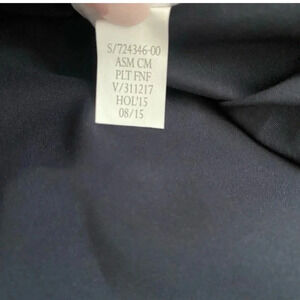 S/724346-00
ASM CM
PLT FNF
V/311217
HOL'15
08/15